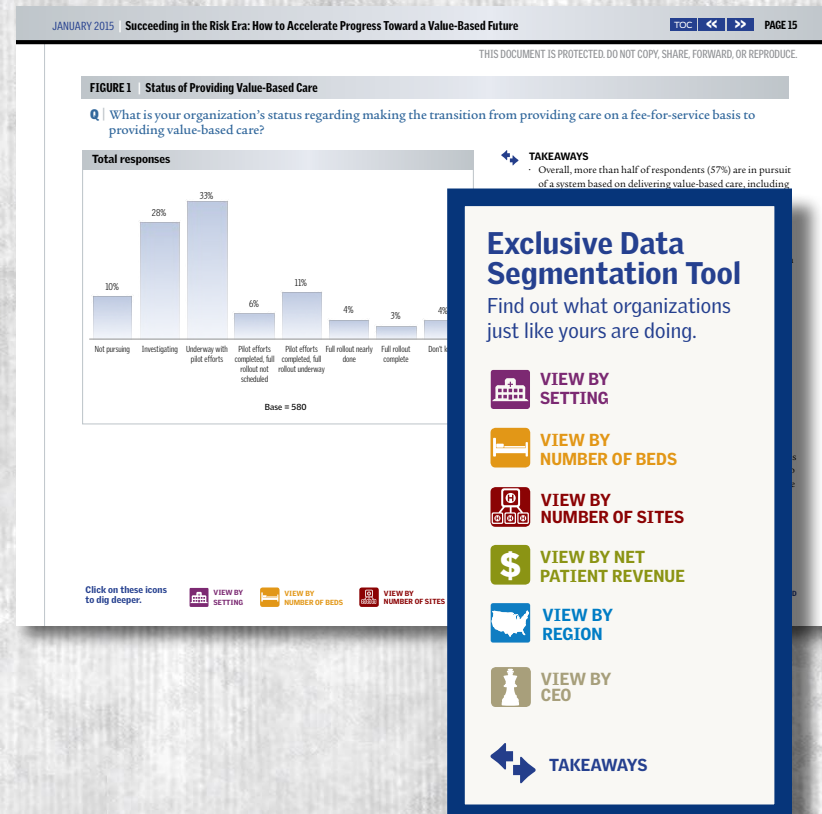 JANUARY 2015 | Succeeding in the Risk Era: How to Accelerate Progress Toward a Value-Based Future
TOC << >> PAGE 15
THIS DOCUMENT IS PROTECTED. DO NOT COPY, SHARE, FORWARD, OR REPRODUCE.
FIGURE 1 | Status of Providing Value-Based Care
Q | What is your organization's status regarding making the transition from providing care on a fee-for-service basis to
providing value-based care?
Total responses
10%
28%
33%
6%
11%
4%
3%
4%
Not pursuing
Investigating
Underway with
pilot efforts
Pilot efforts
completed, full
rollout not
scheduled
Pilot efforts
completed, full
rollout underway
Full rollout nearly
done
Full rollout
complete
Don't
Base = 580
TAKEAWAYS
· Overall, more than half of respondents (57%) are in pursuit
of a system based on delivering value-based care, including
Click on these icons
to dig deeper.
VIEW BY
SETTING
VIEW BY
NUMBER OF BEDS
VIEW BY
NUMBER OF SITES
Exclusive Data
Segmentation Tool
Find out what organizations
just like yours are doing.
VIEW BY
SETTING
VIEW BY
NUMBER OF BEDS
VIEW BY
NUMBER OF SITES
VIEW BY NET
PATIENT REVENUE
VIEW BY
REGION
VIEW BY
CEO
TAKEAWAYS